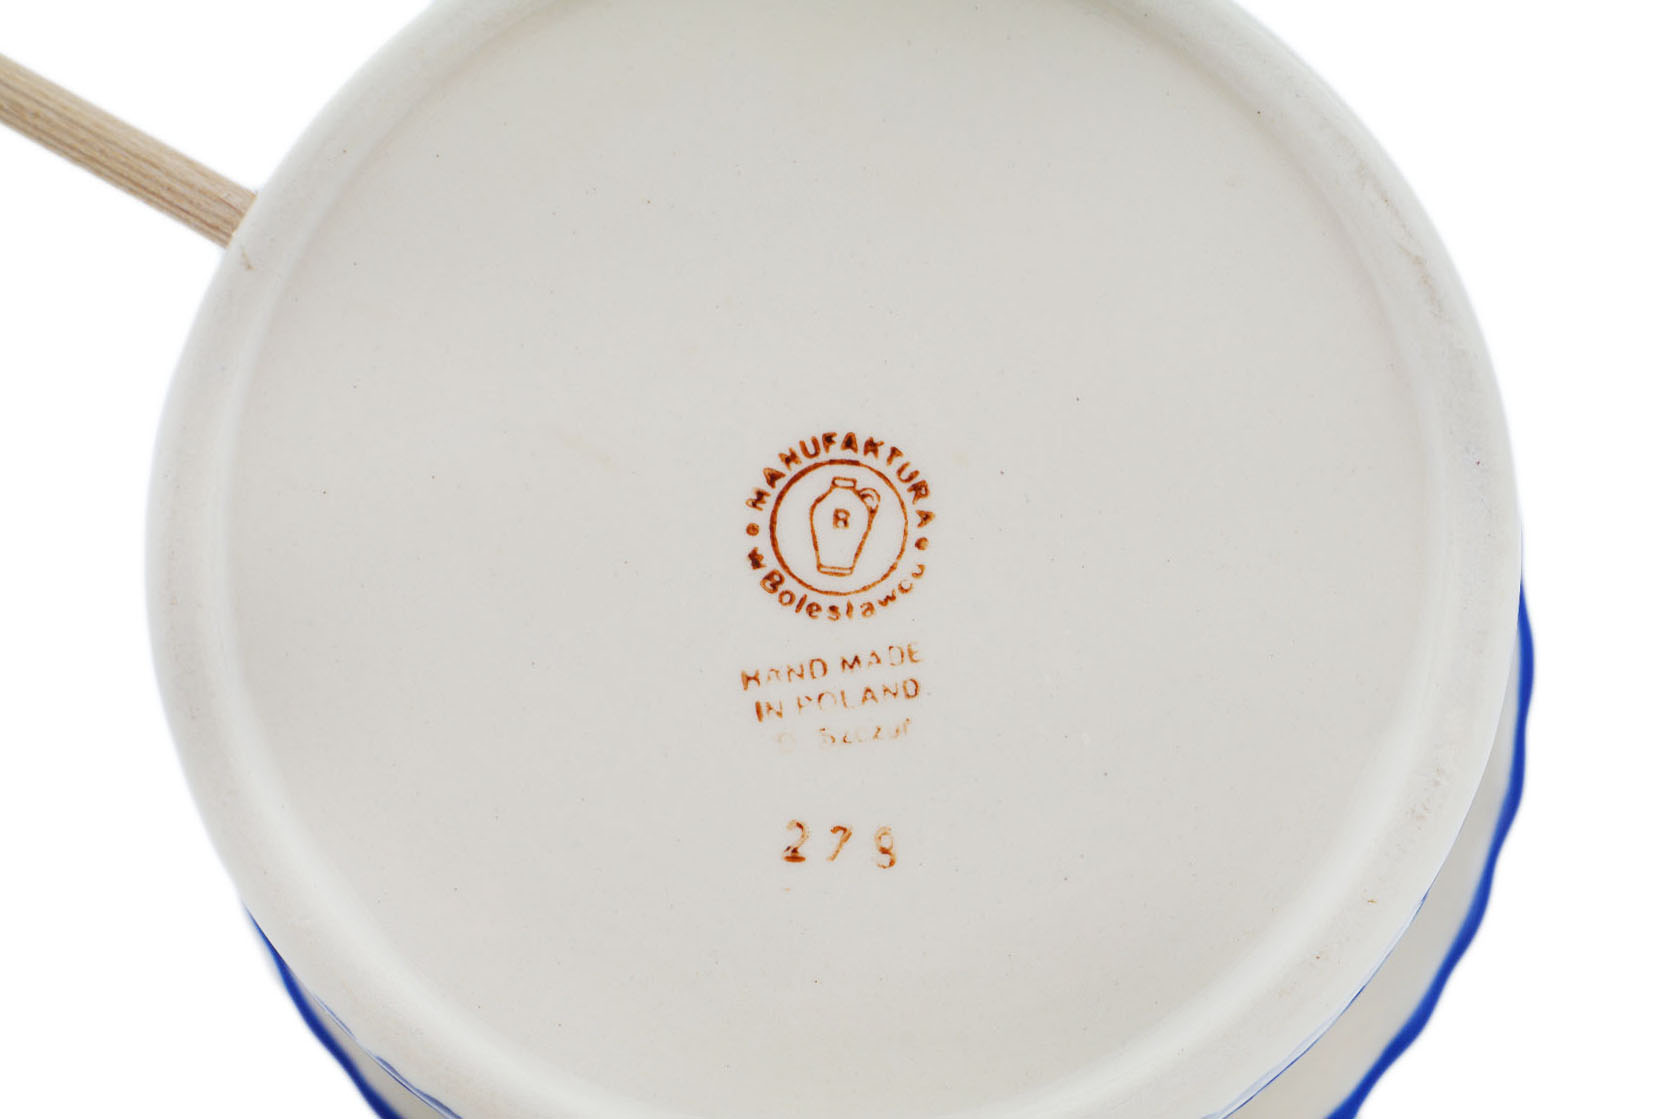 MANUFAKTURA
B
w Bolesławcu
HAND MADE
IN POLAND
279